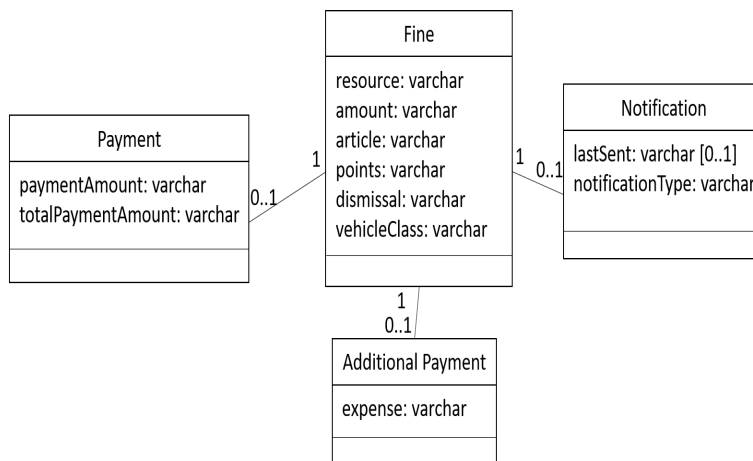 Fine
resource: varchar
amount: varchar
article: varchar
points: varchar
dismissal: varchar
vehicleClass: varchar
Payment
paymentAmount: varchar
totalPaymentAmount: varchar
1
0..1
Notification
lastSent: varchar [0..1]
notificationType: varchar
1
0..1
1
0..1
Additional Payment
expense: varchar